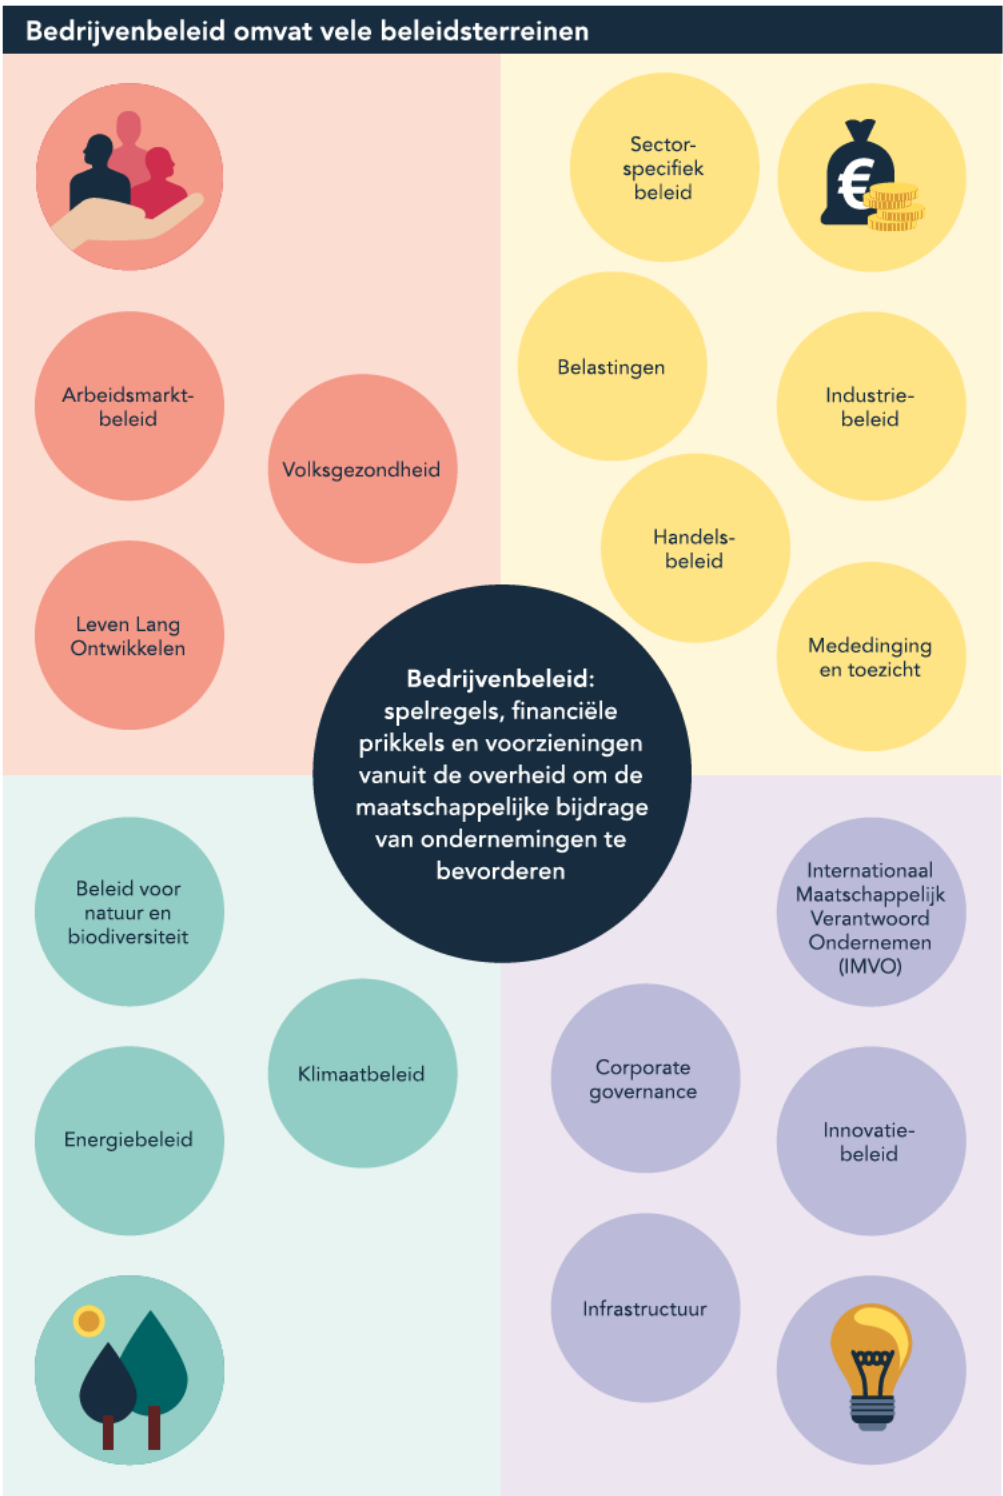 Bedrijvenbeleid omvat vele beleidsterreinen
Arbeidsmarkt-
beleid
Volksgezondheid
Leven Lang
Ontwikkelen
Sector-
specifiek
beleid
€
Belastingen
Industrie-
beleid
Handels-
beleid
Mededinging
en toezicht
Bedrijvenbeleid:
spelregels, financiële
prikkels en voorzieningen
vanuit de overheid om de
maatschappelijke bijdrage
van ondernemingen te
bevorderen
Beleid voor
natuur en
biodiversiteit
Klimaatbeleid
Energiebeleid
Internationaal
Maatschappelijk
Verantwoord
Ondernemen
(IMVO)
Corporate
governance
Innovatie-
beleid
Infrastructuur